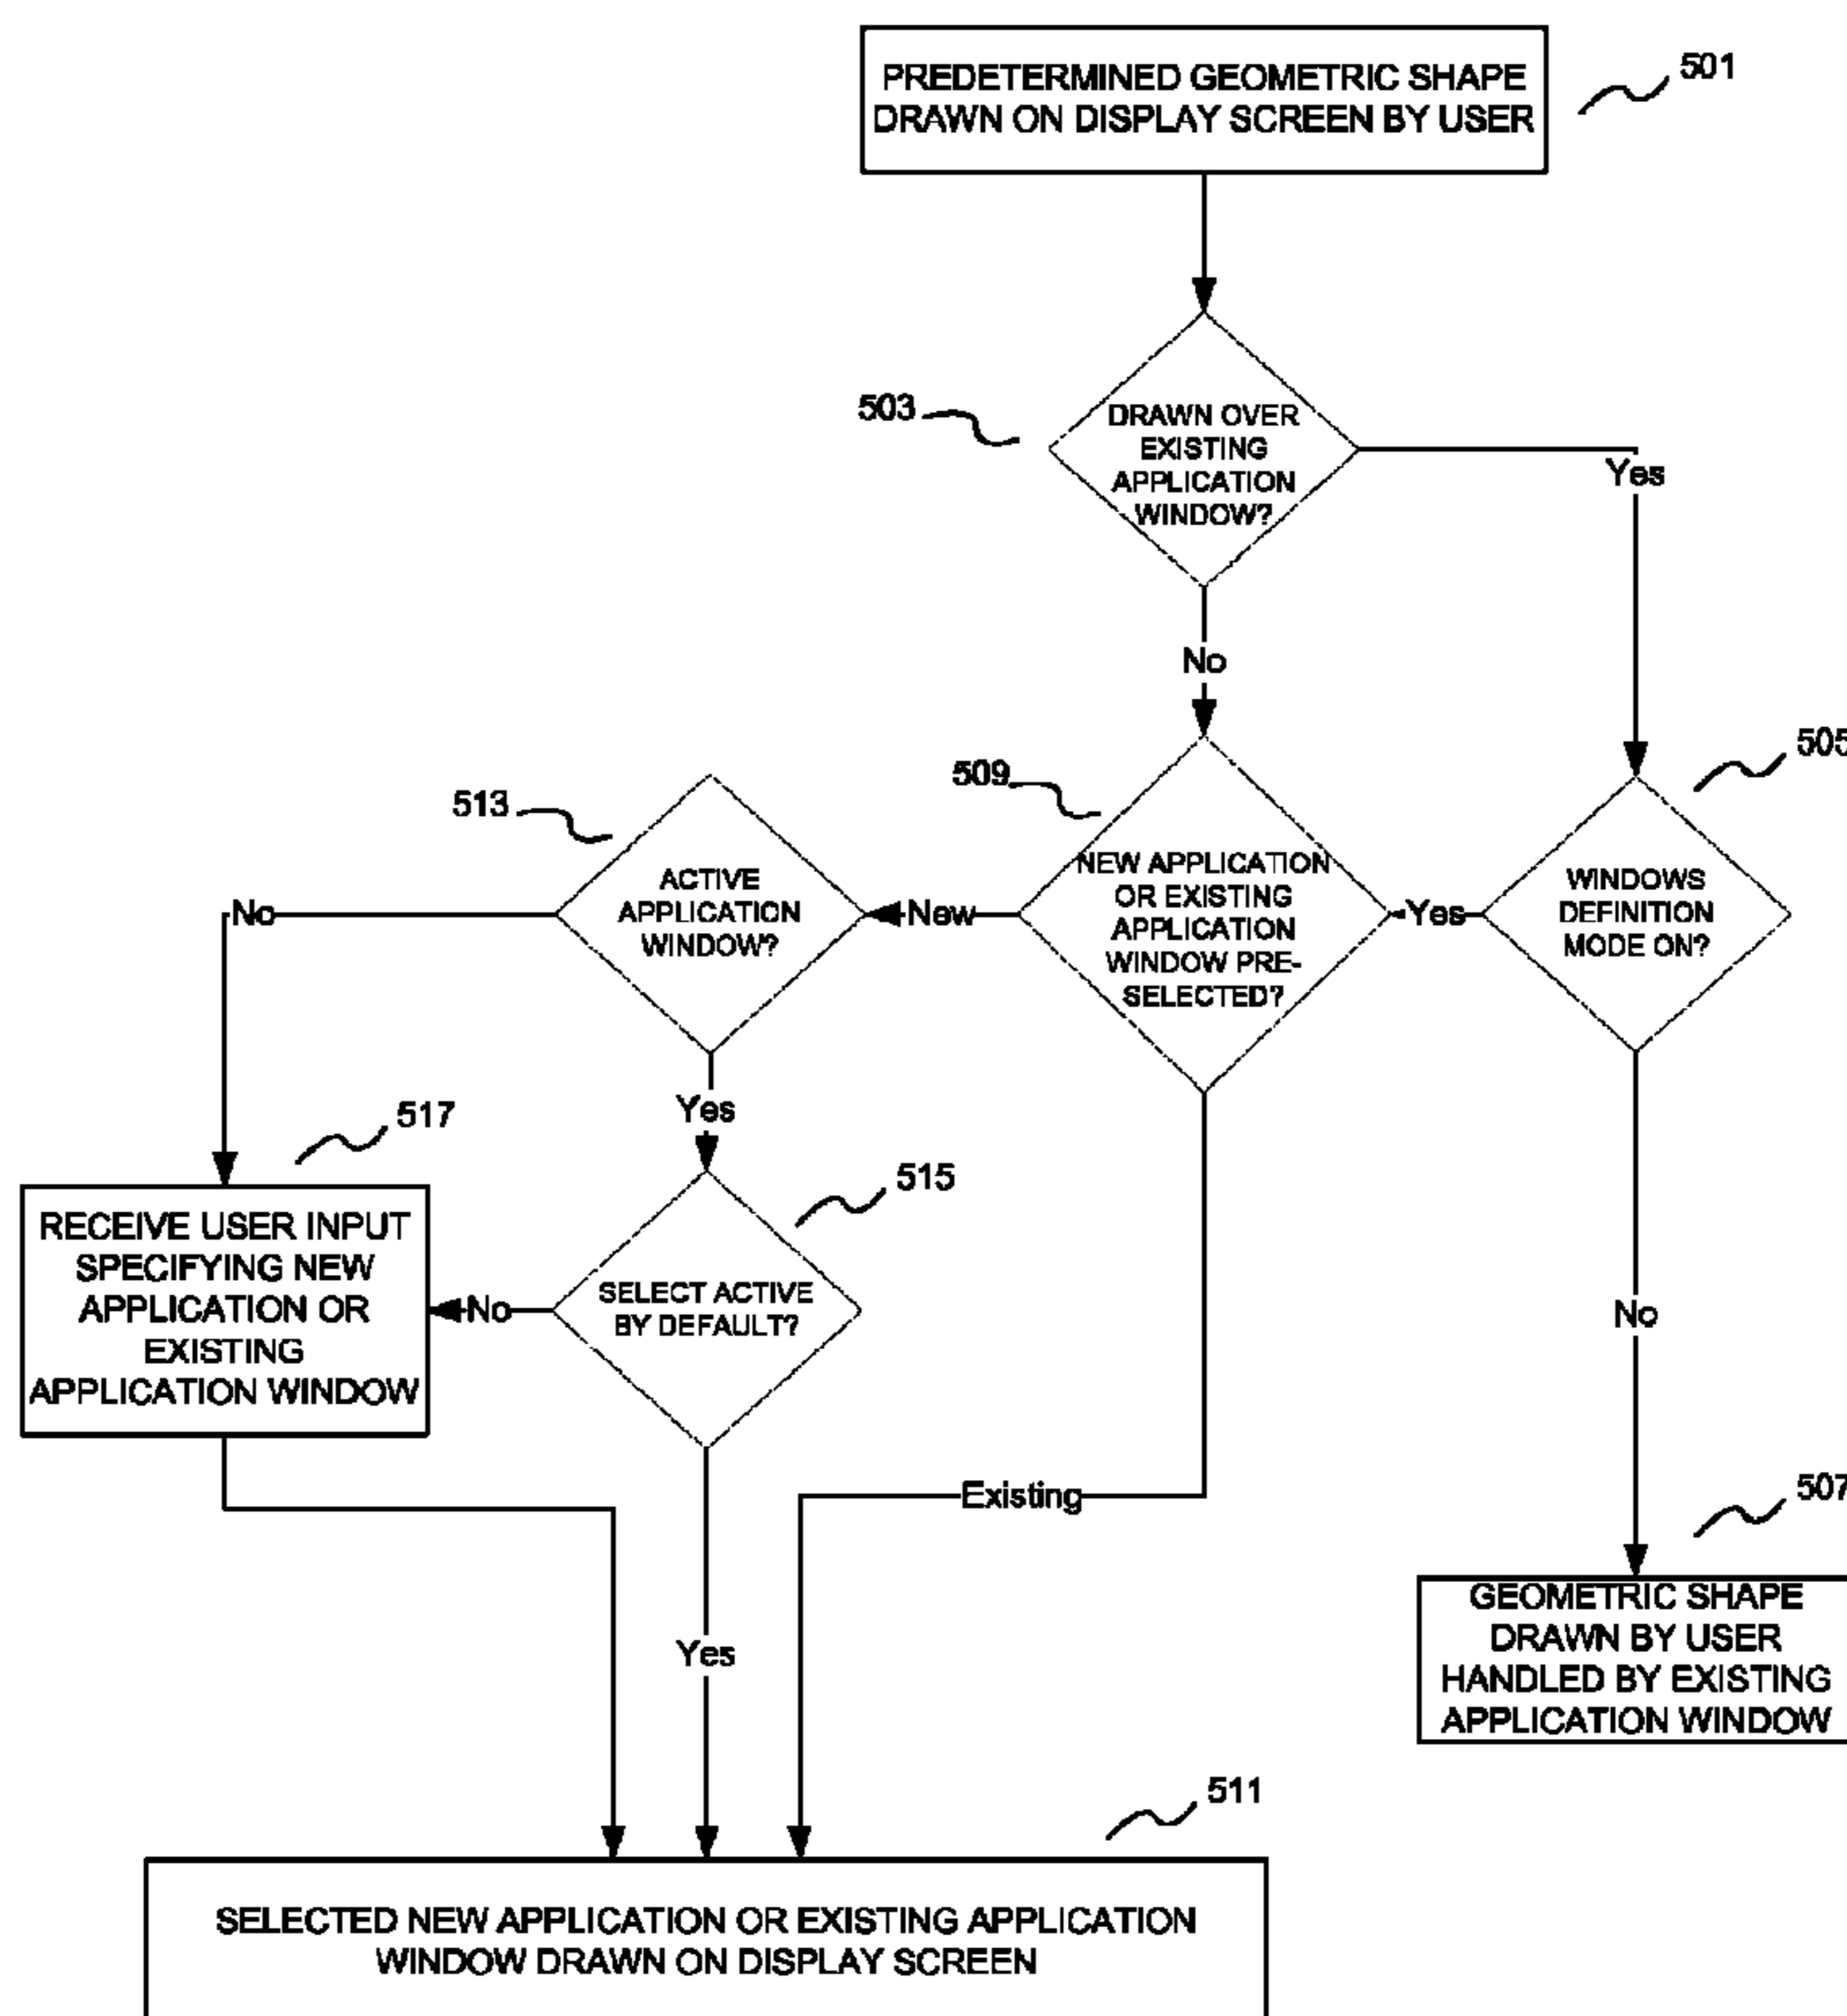 PREDETERMINED GEOMETRIC SHAPE
DRAWN ON DISPLAY SCREEN BY USER
501
503
DRAWN OVER
EXISTING
APPLICATION
WINDOW?
Yes
No
505
509
513
ACTIVE
APPLICATION
WINDOW?
No
New
NEW APPLICATION
OR EXISTING
APPLICATION
WINDOW PRE-
SELECTED?
Yes
WINDOWS
DEFINITION
MODE ON?
Yes
517
515
RECEIVE USER INPUT
SPECIFYING NEW
APPLICATION OR
EXISTING
APPLICATION WINDOW
No
SELECT ACTIVE
BY DEFAULT?
No
Existing
507
GEOMETRIC SHAPE
DRAWN BY USER
HANDLED BY EXISTING
APPLICATION WINDOW
Yes
511
SELECTED NEW APPLICATION OR EXISTING APPLICATION
WINDOW DRAWN ON DISPLAY SCREEN